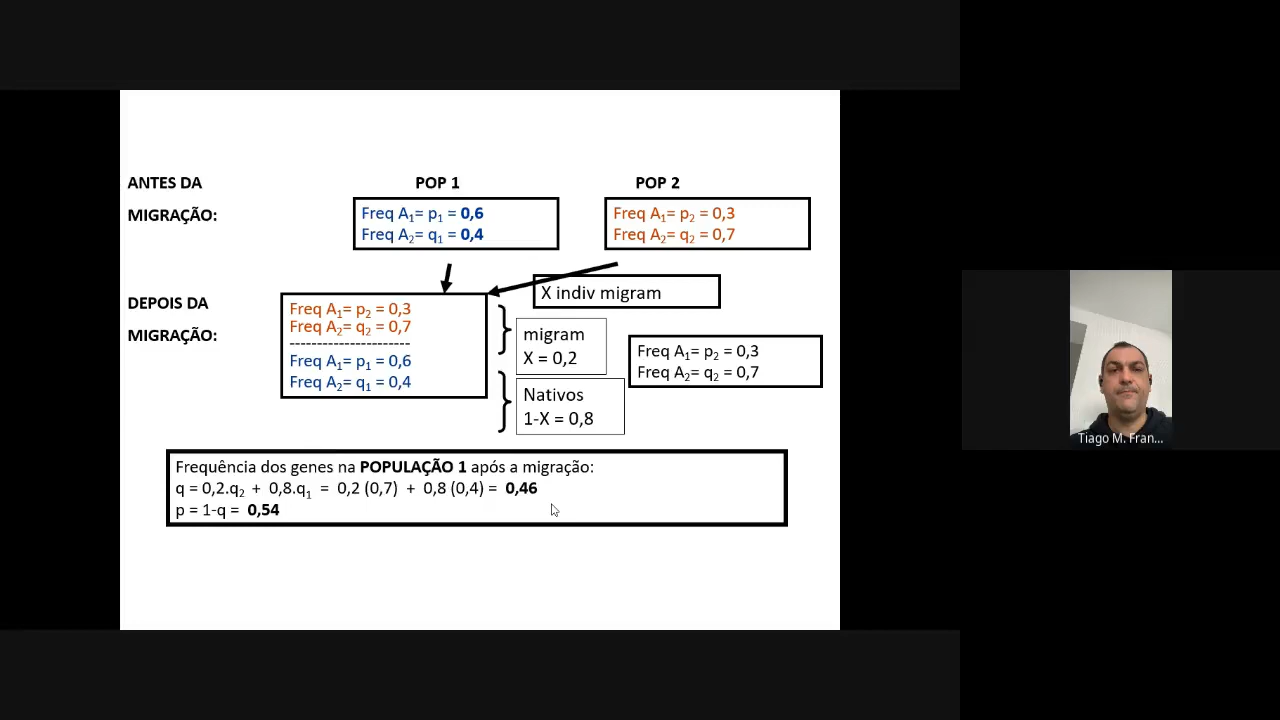 ANTES DA
MIGRAÇÃO:
POP 1
POP 2
Freq A₁= p₁ = 0,6
Freq A₂= q₁ = 0,4
Freq A₁= p₂ = 0,3
Freq A₂= q₂ = 0,7
X indiv migram
DEPOIS DA
MIGRAÇÃO:
Freq A₁= p₂ = 0,3
Freq A₂= q₂ = 0,7
----------------------
Freq A₁= p₁ = 0,6
Freq A₂= q₁ = 0,4
migram
X = 0,2
Nativos
1-X = 0,8
Freq A₁= p₂ = 0,3
Freq A₂= q₂ = 0,7
Frequência dos genes na POPULAÇÃO 1 após a migração:
q = 0,2.q₂ + 0,8.q₁ = 0,2 (0,7) + 0,8 (0,4) = 0,46
p = 1-q = 0,54
Tiago M. Fran...